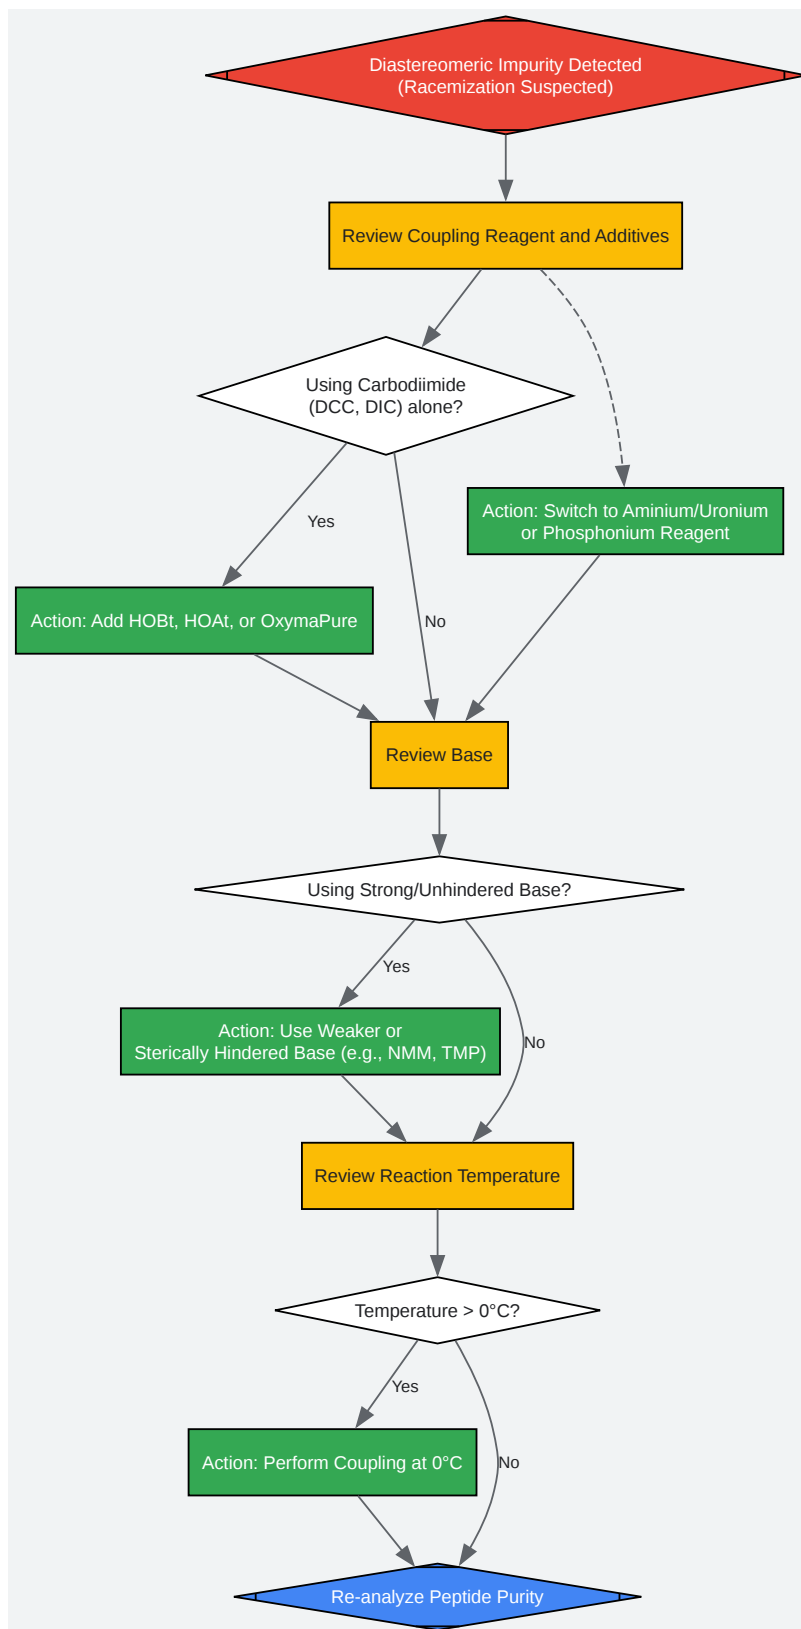 Diastereomeric Impurity Detected
(Racemization Suspected)
Review Coupling Reagent and Additives
Using Carbodiimide
(DCC, DIC) alone?
Action: Switch to Aminium/Uronium
or Phosphonium Reagent
Yes
Action: Add HOBt, HOAt, or OxymaPure
No
Review Base
Using Strong/Unhindered Base?
Yes
Action: Use Weaker or
Sterically Hindered Base (e.g., NMM, TMP)
No
Review Reaction Temperature
Temperature > 0°C?
Yes
Action: Perform Coupling at 0°C
No
Re-analyze Peptide Purity